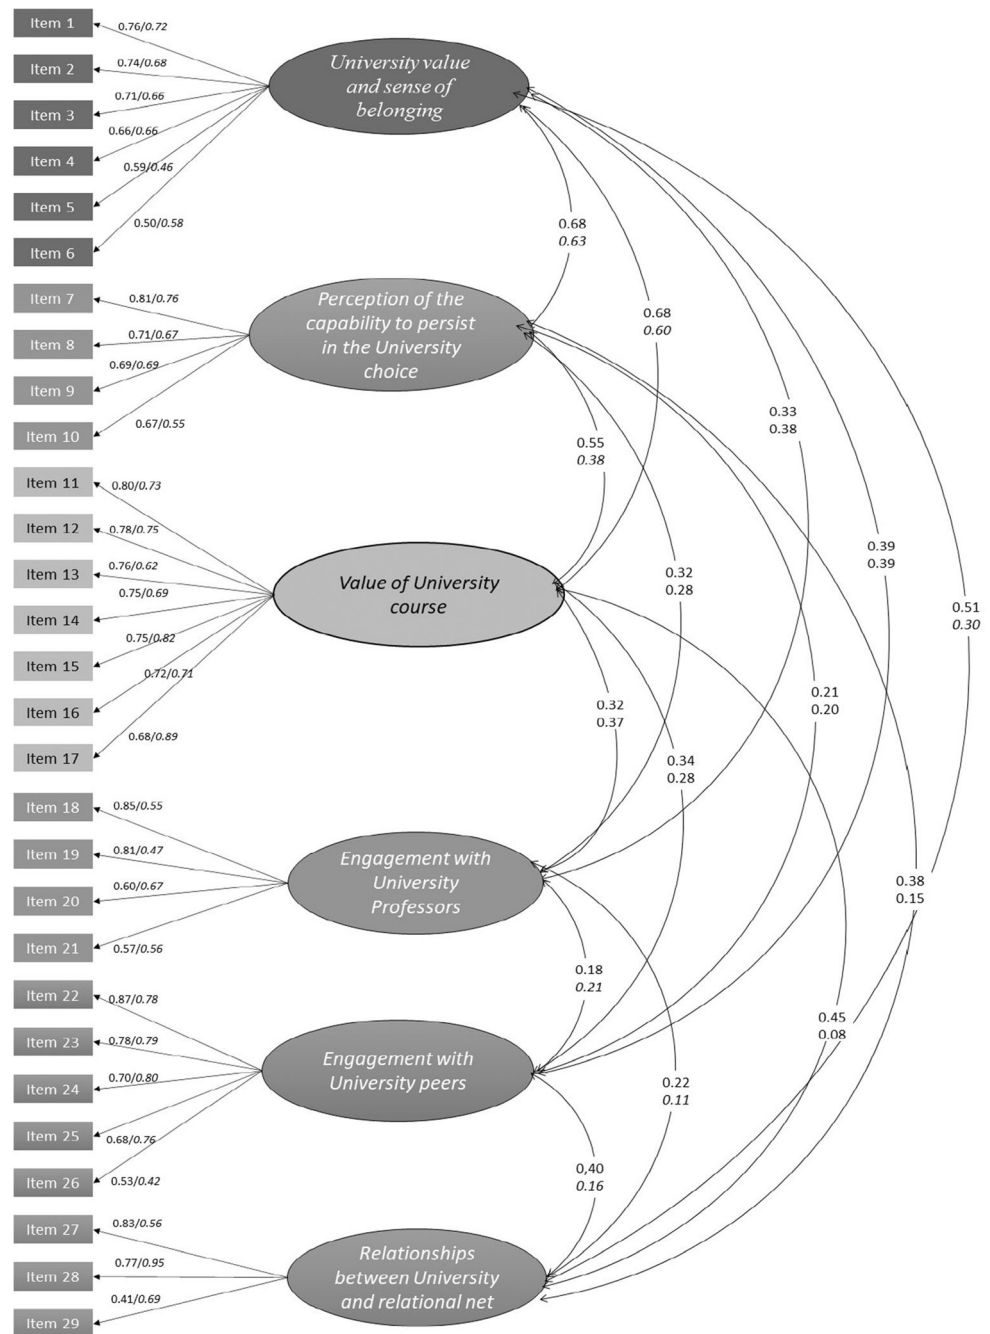 Item 1
0.76/0.72
Item 2
0.74/0.68
Item 3
0.71/0.66
Item 4
0.66/0.66
Item 5
0.59/0.46
Item 6
0.50/0.58
University value
and sense of
belonging
Item 7
0.81/0.76
Item 8
0.71/0.67
Item 9
0.69/0.69
Item 10
0.67/0.55
Perception of the
capability to persist
in the University
choice
Item 11
0.80/0.73
Item 12
0.78/0.75
Item 13
0.76/0.62
Item 14
0.75/0.69
Item 15
0.75/0.82
Item 16
0.72/0.71
Item 17
0.68/0.89
Value of University
course
Item 18
0.85/0.55
Item 19
0.81/0.47
Item 20
0.60/0.67
Item 21
0.57/0.56
Engagement with
University
Professors
Item 22
0.87/0.78
Item 23
0.78/0.79
Item 24
0.70/0.80
Item 25
0.68/0.76
Item 26
0.53/0.42
Engagement with
University peers
Item 27
0.83/0.56
Item 28
0.77/0.95
Item 29
0.41/0.69
Relationships
between University
and relational net
0.68
0.63
0.68
0.60
0.33
0.38
0.55
0.38
0.39
0.39
0.32
0.28
0.51
0.30
0.21
0.20
0.32
0.37
0.34
0.28
0.38
0.15
0.18
0.21
0.45
0.08
0.22
0.11
0,40
0.16